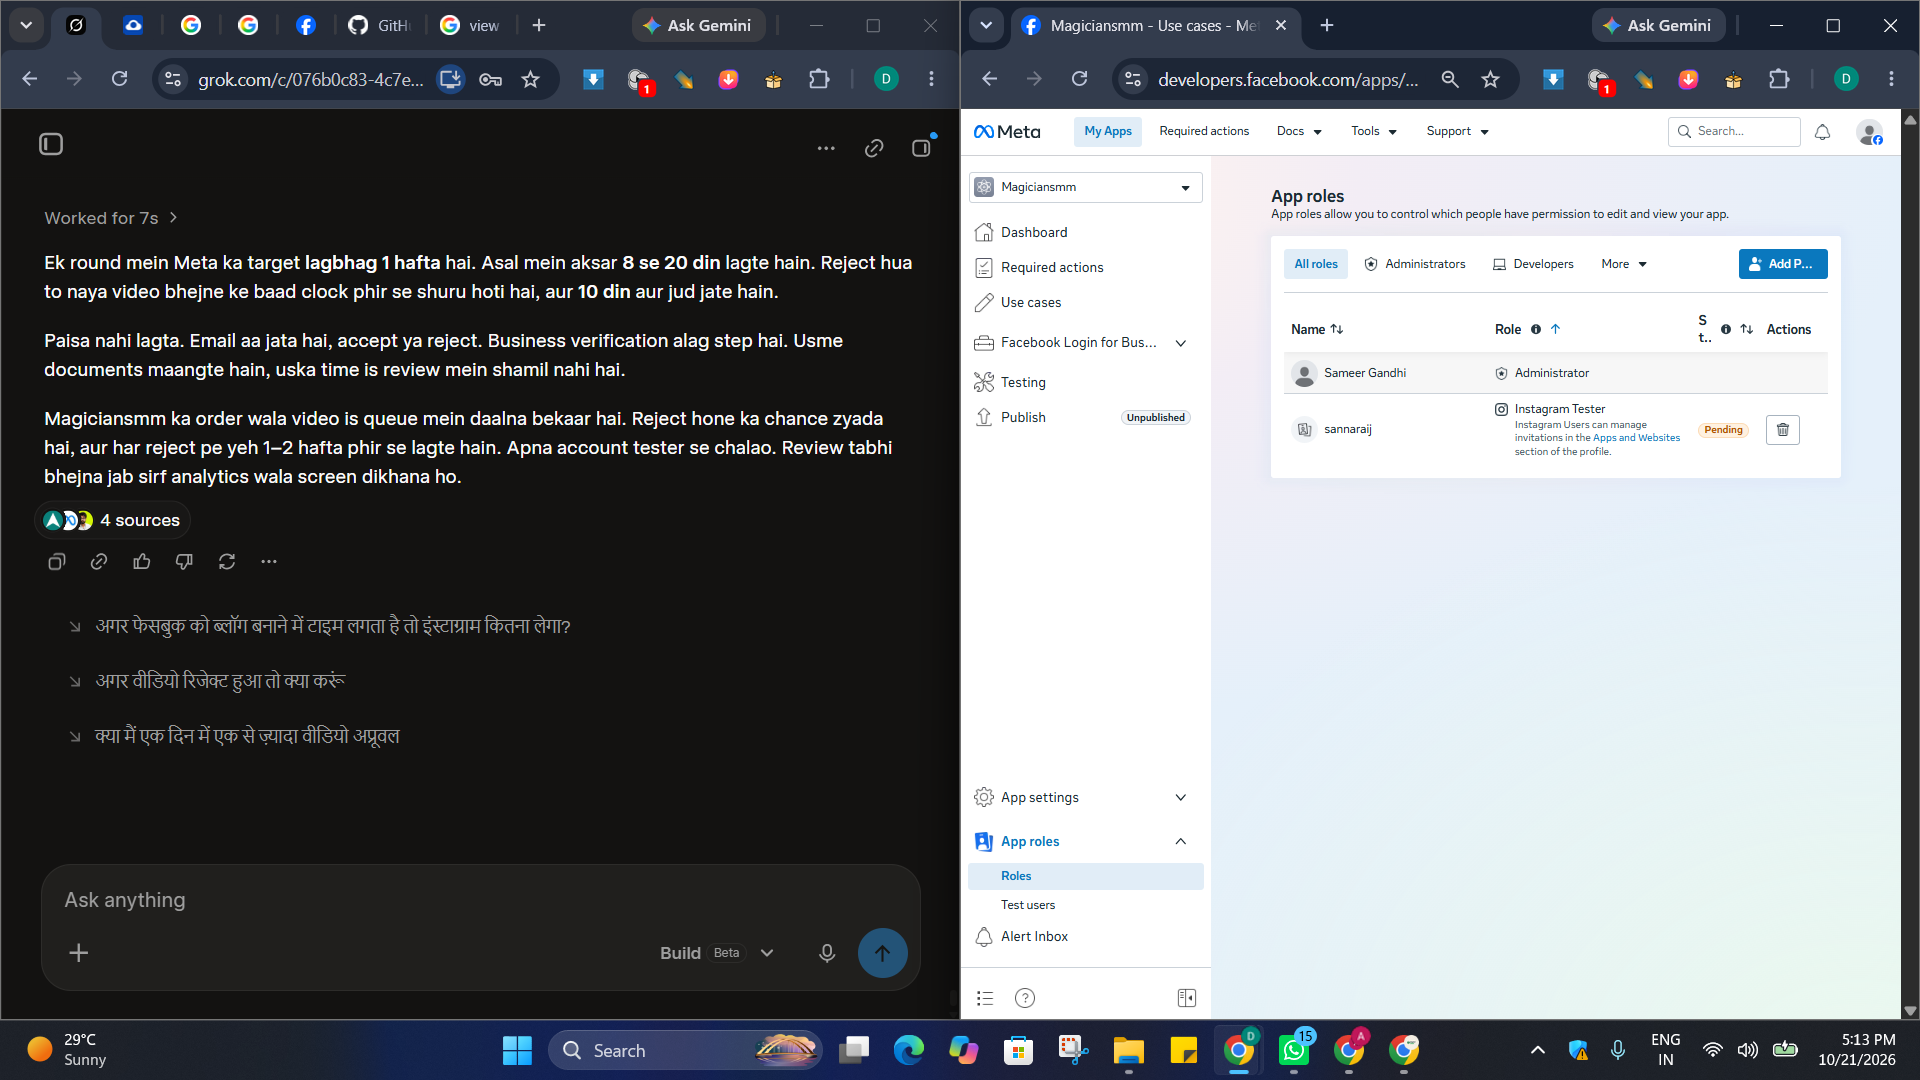 GitH
view
Ask Gemini
grok.com/c/076b0c83-4c7e...
1
D
Worked for 7s
Ek round mein Meta ka target lagbhag 1 hafta hai. Asal mein aksar 8 se 20 din lagte hain. Reject hua
to naya video bhejne ke baad clock phir se shuru hoti hai, aur 10 din aur jud jate hain.
Paisa nahi lagta. Email aa jata hai, accept ya reject. Business verification alag step hai. Usme
documents maangte hain, uska time is review mein shamil nahi hai.
Magiciansmm ka order wala video is queue mein daalna bekaar hai. Reject hone ka chance zyada
hai, aur har reject pe yeh 1–2 hafta phir se lagte hain. Apna account tester se chalao. Review tabhi
bhejna jab sirf analytics wala screen dikhana ho.
4 sources
अगर फेसबुक को ब्लॉग बनाने में टाइम लगता है तो इंस्टाग्राम कितना लेगा?
अगर वीडियो रिजेक्ट हुआ तो क्या करूं
क्या मैं एक दिन में एक से ज़्यादा वीडियो अप्रूवल
Ask anything
Build Beta
Magiciansmm - Use cases - Me
Ask Gemini
developers.facebook.com/apps/...
1
D
Meta
My Apps
Required actions
Docs
Tools
Support
Search...
Magiciansmm
Dashboard
Required actions
Use cases
Facebook Login for Bus...
Testing
Publish
Unpublished
App settings
App roles
Roles
Test users
Alert Inbox
App roles
App roles allow you to control which people have permission to edit and view your app.
All roles
Administrators
Developers
More
Add P...
Name
Role
S
t..
Actions
Sameer Gandhi
Administrator
sannaraij
Instagram Tester
Instagram Users can manage
invitations in the Apps and Websites
section of the profile.
Pending
29°C
Sunny
Search
D
15
A
ENG
IN
5:13 PM
10/21/2026